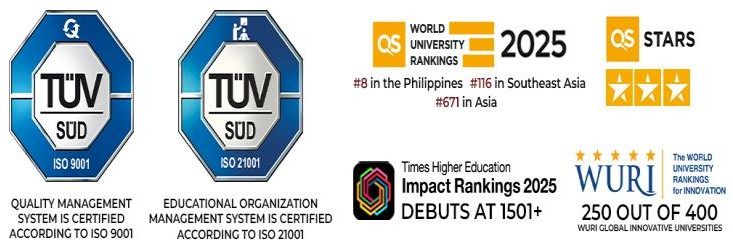 TÜV
SÜD
ISO 9001
QUALITY MANAGEMENT
SYSTEM IS CERTIFIED
ACCORDING TO ISO 9001
TÜV
SÜD
ISO 21001
EDUCATIONAL ORGANIZATION
MANAGEMENT SYSTEM IS CERTIFIED
ACCORDING TO ISO 21001
QS
WORLD
UNIVERSITY
RANKINGS
2025
#8 in the Philippines #116 in Southeast Asia
#671 in Asia
QS STARS
Times Higher Education
Impact Rankings 2025
DEBUTS AT 1501+
WURI
The WORLD
UNIVERSITY
RANKINGS
for INNOVATION
250 OUT OF 400
WURI GLOBAL INNOVATIVE UNIVERSITIES